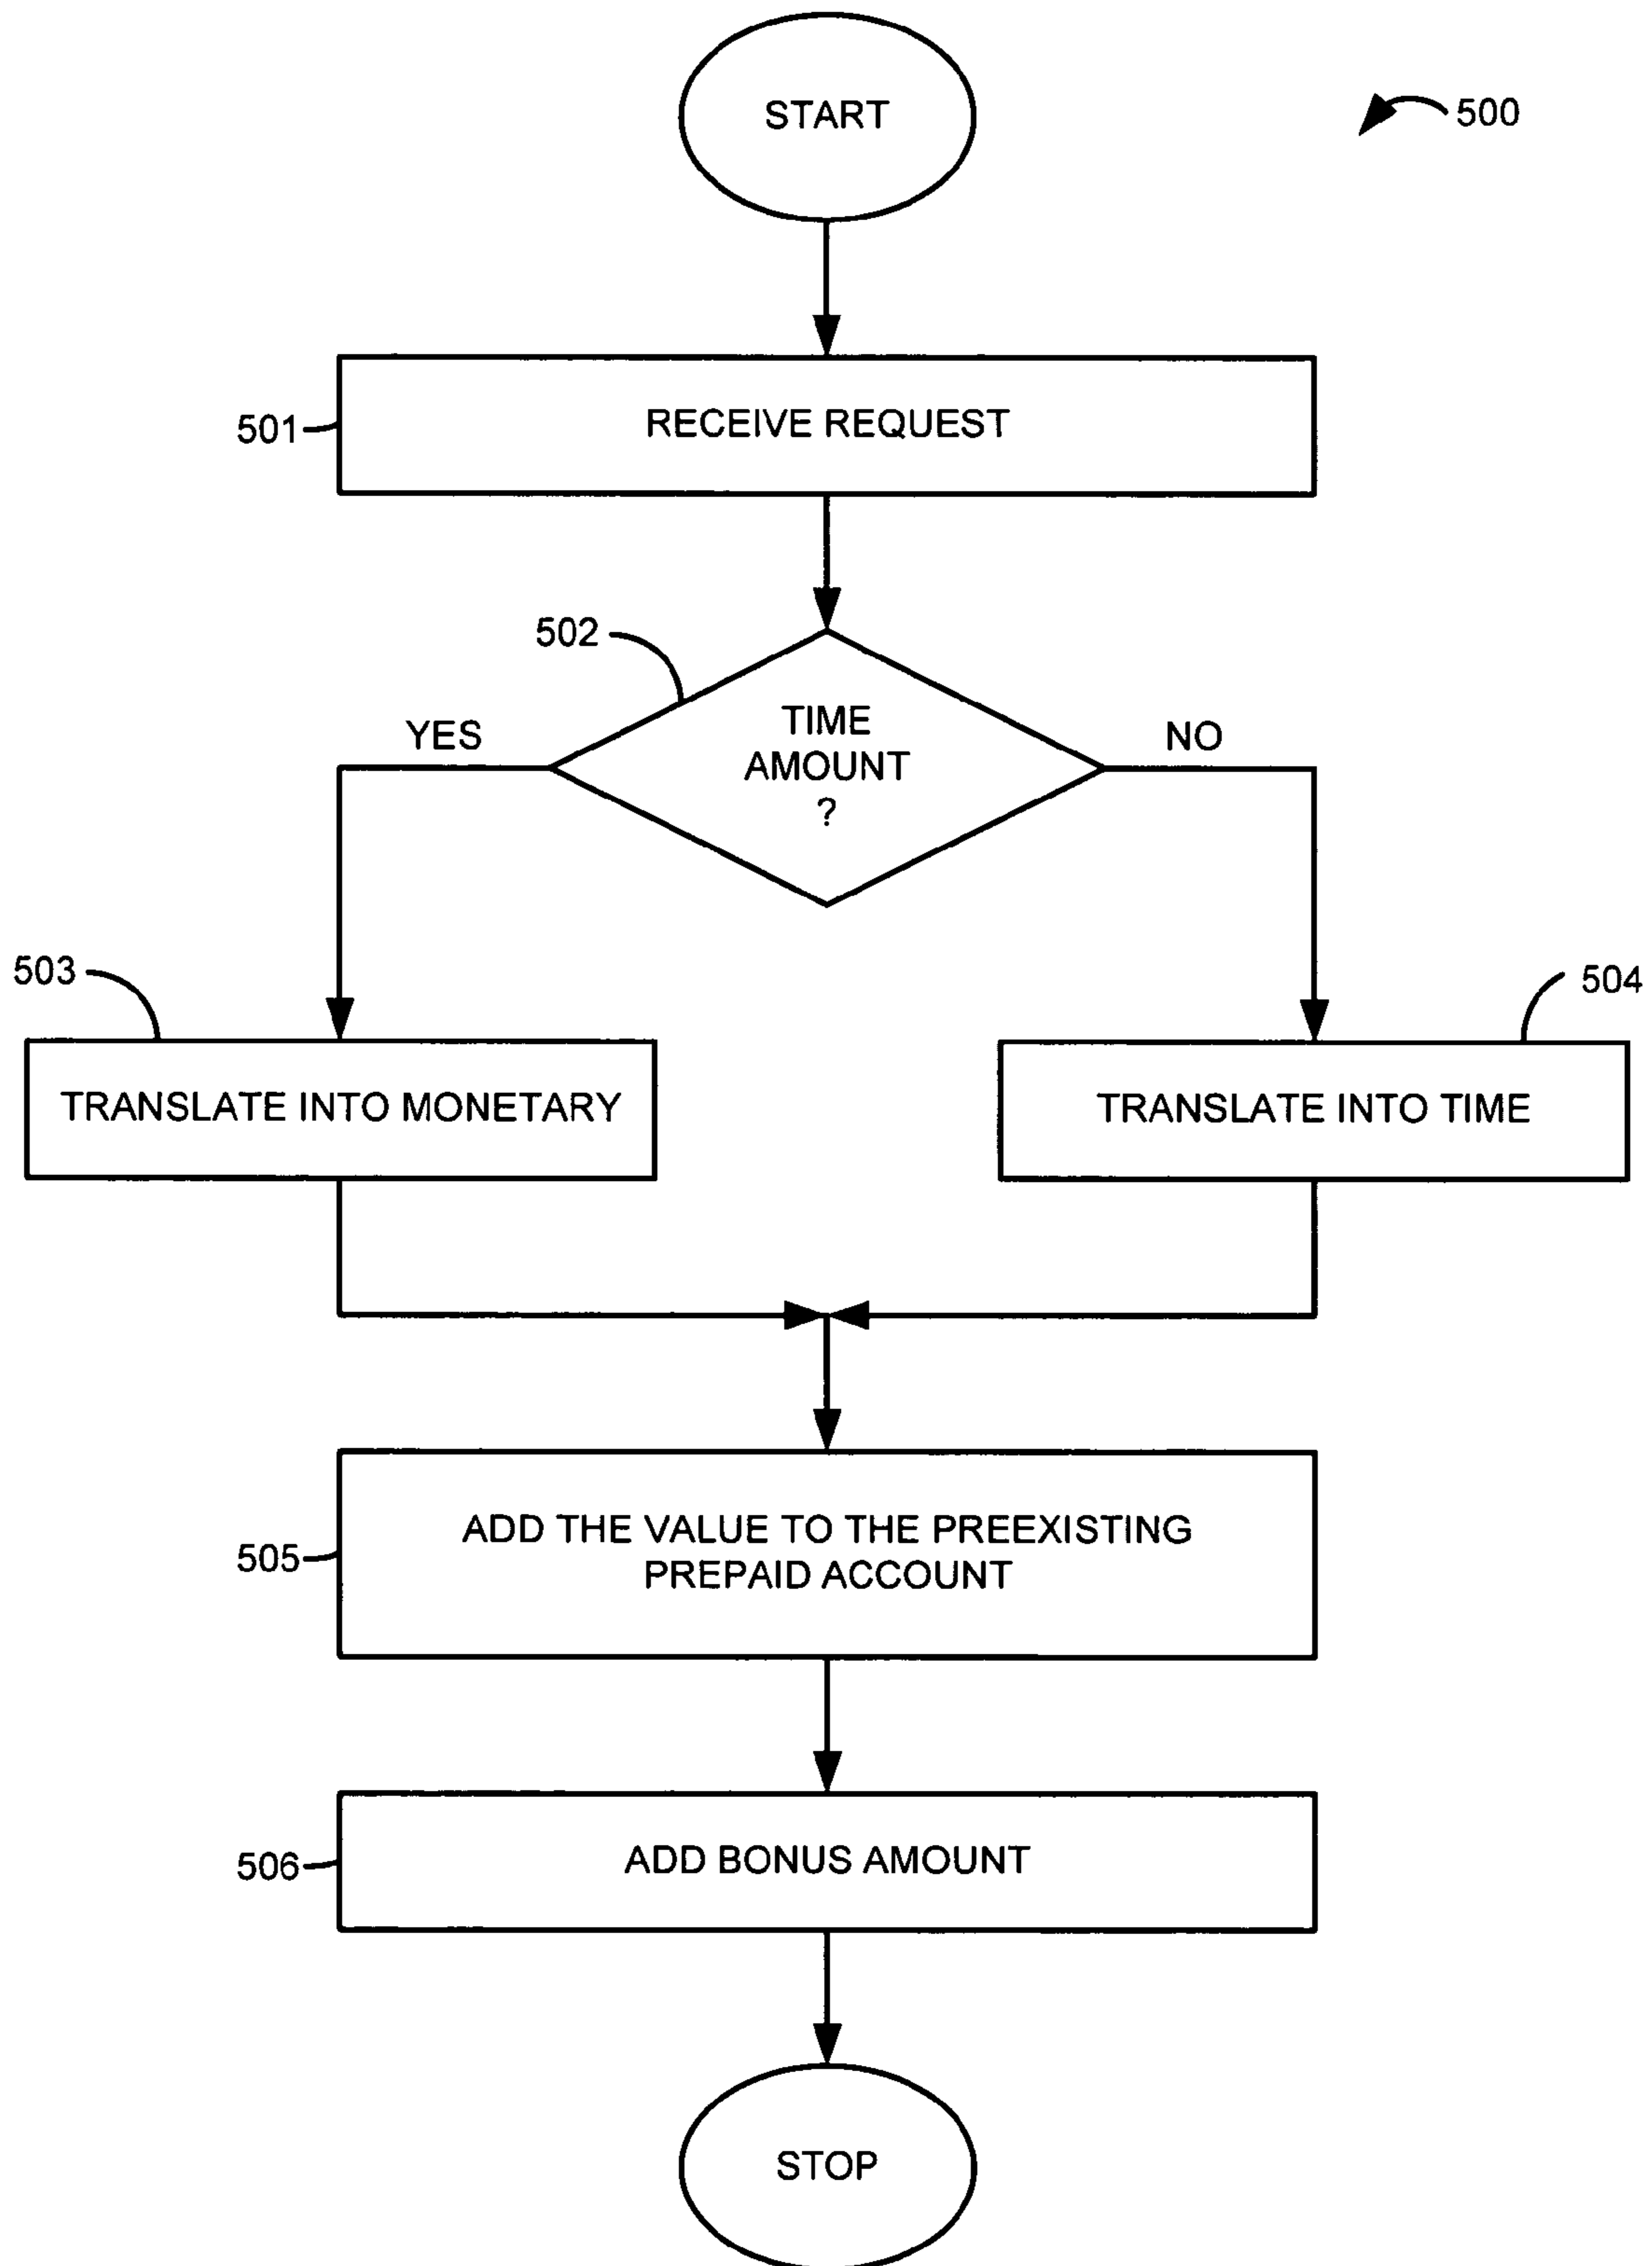 START
500
RECEIVE REQUEST
501
502
TIME
AMOUNT
?
YES
NO
503
504
TRANSLATE INTO MONETARY
TRANSLATE INTO TIME
ADD THE VALUE TO THE PREEXISTING
PREPAID ACCOUNT
505
ADD BONUS AMOUNT
506
STOP